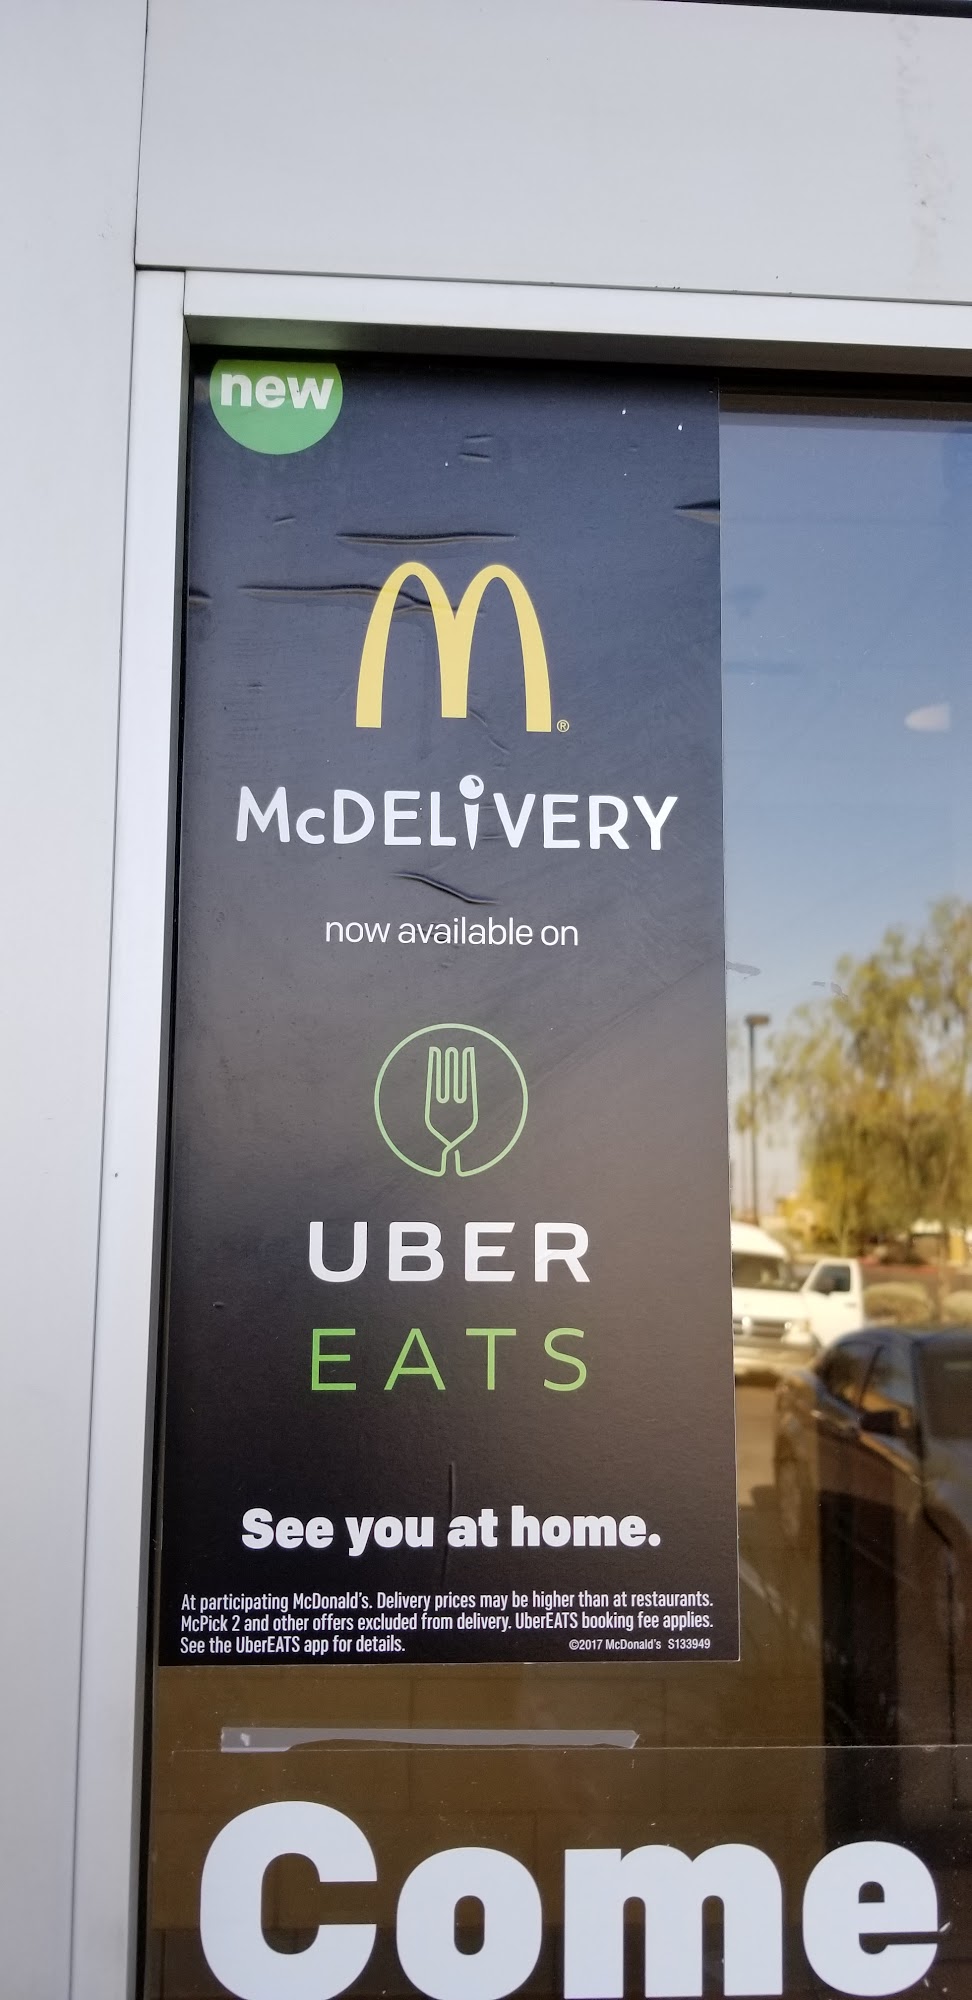 new
M®
McDELiVERY
now available on
UBER
EATS
See you at home.
At participating McDonald's. Delivery prices may be higher than at restaurants.
McPick 2 and other offers excluded from delivery. UberEATS booking fee applies.
See the UberEATS app for details. ©2017 McDonald's S133949
Come